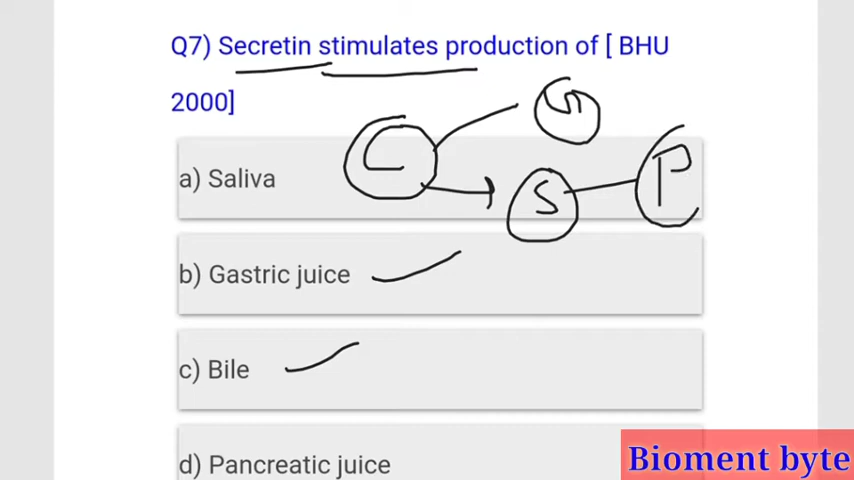 Q7) Secretin stimulates production of [ BHU
2000]
G
C
S
P
a) Saliva
b) Gastric juice
c) Bile
d) Pancreatic juice
Bioment byte